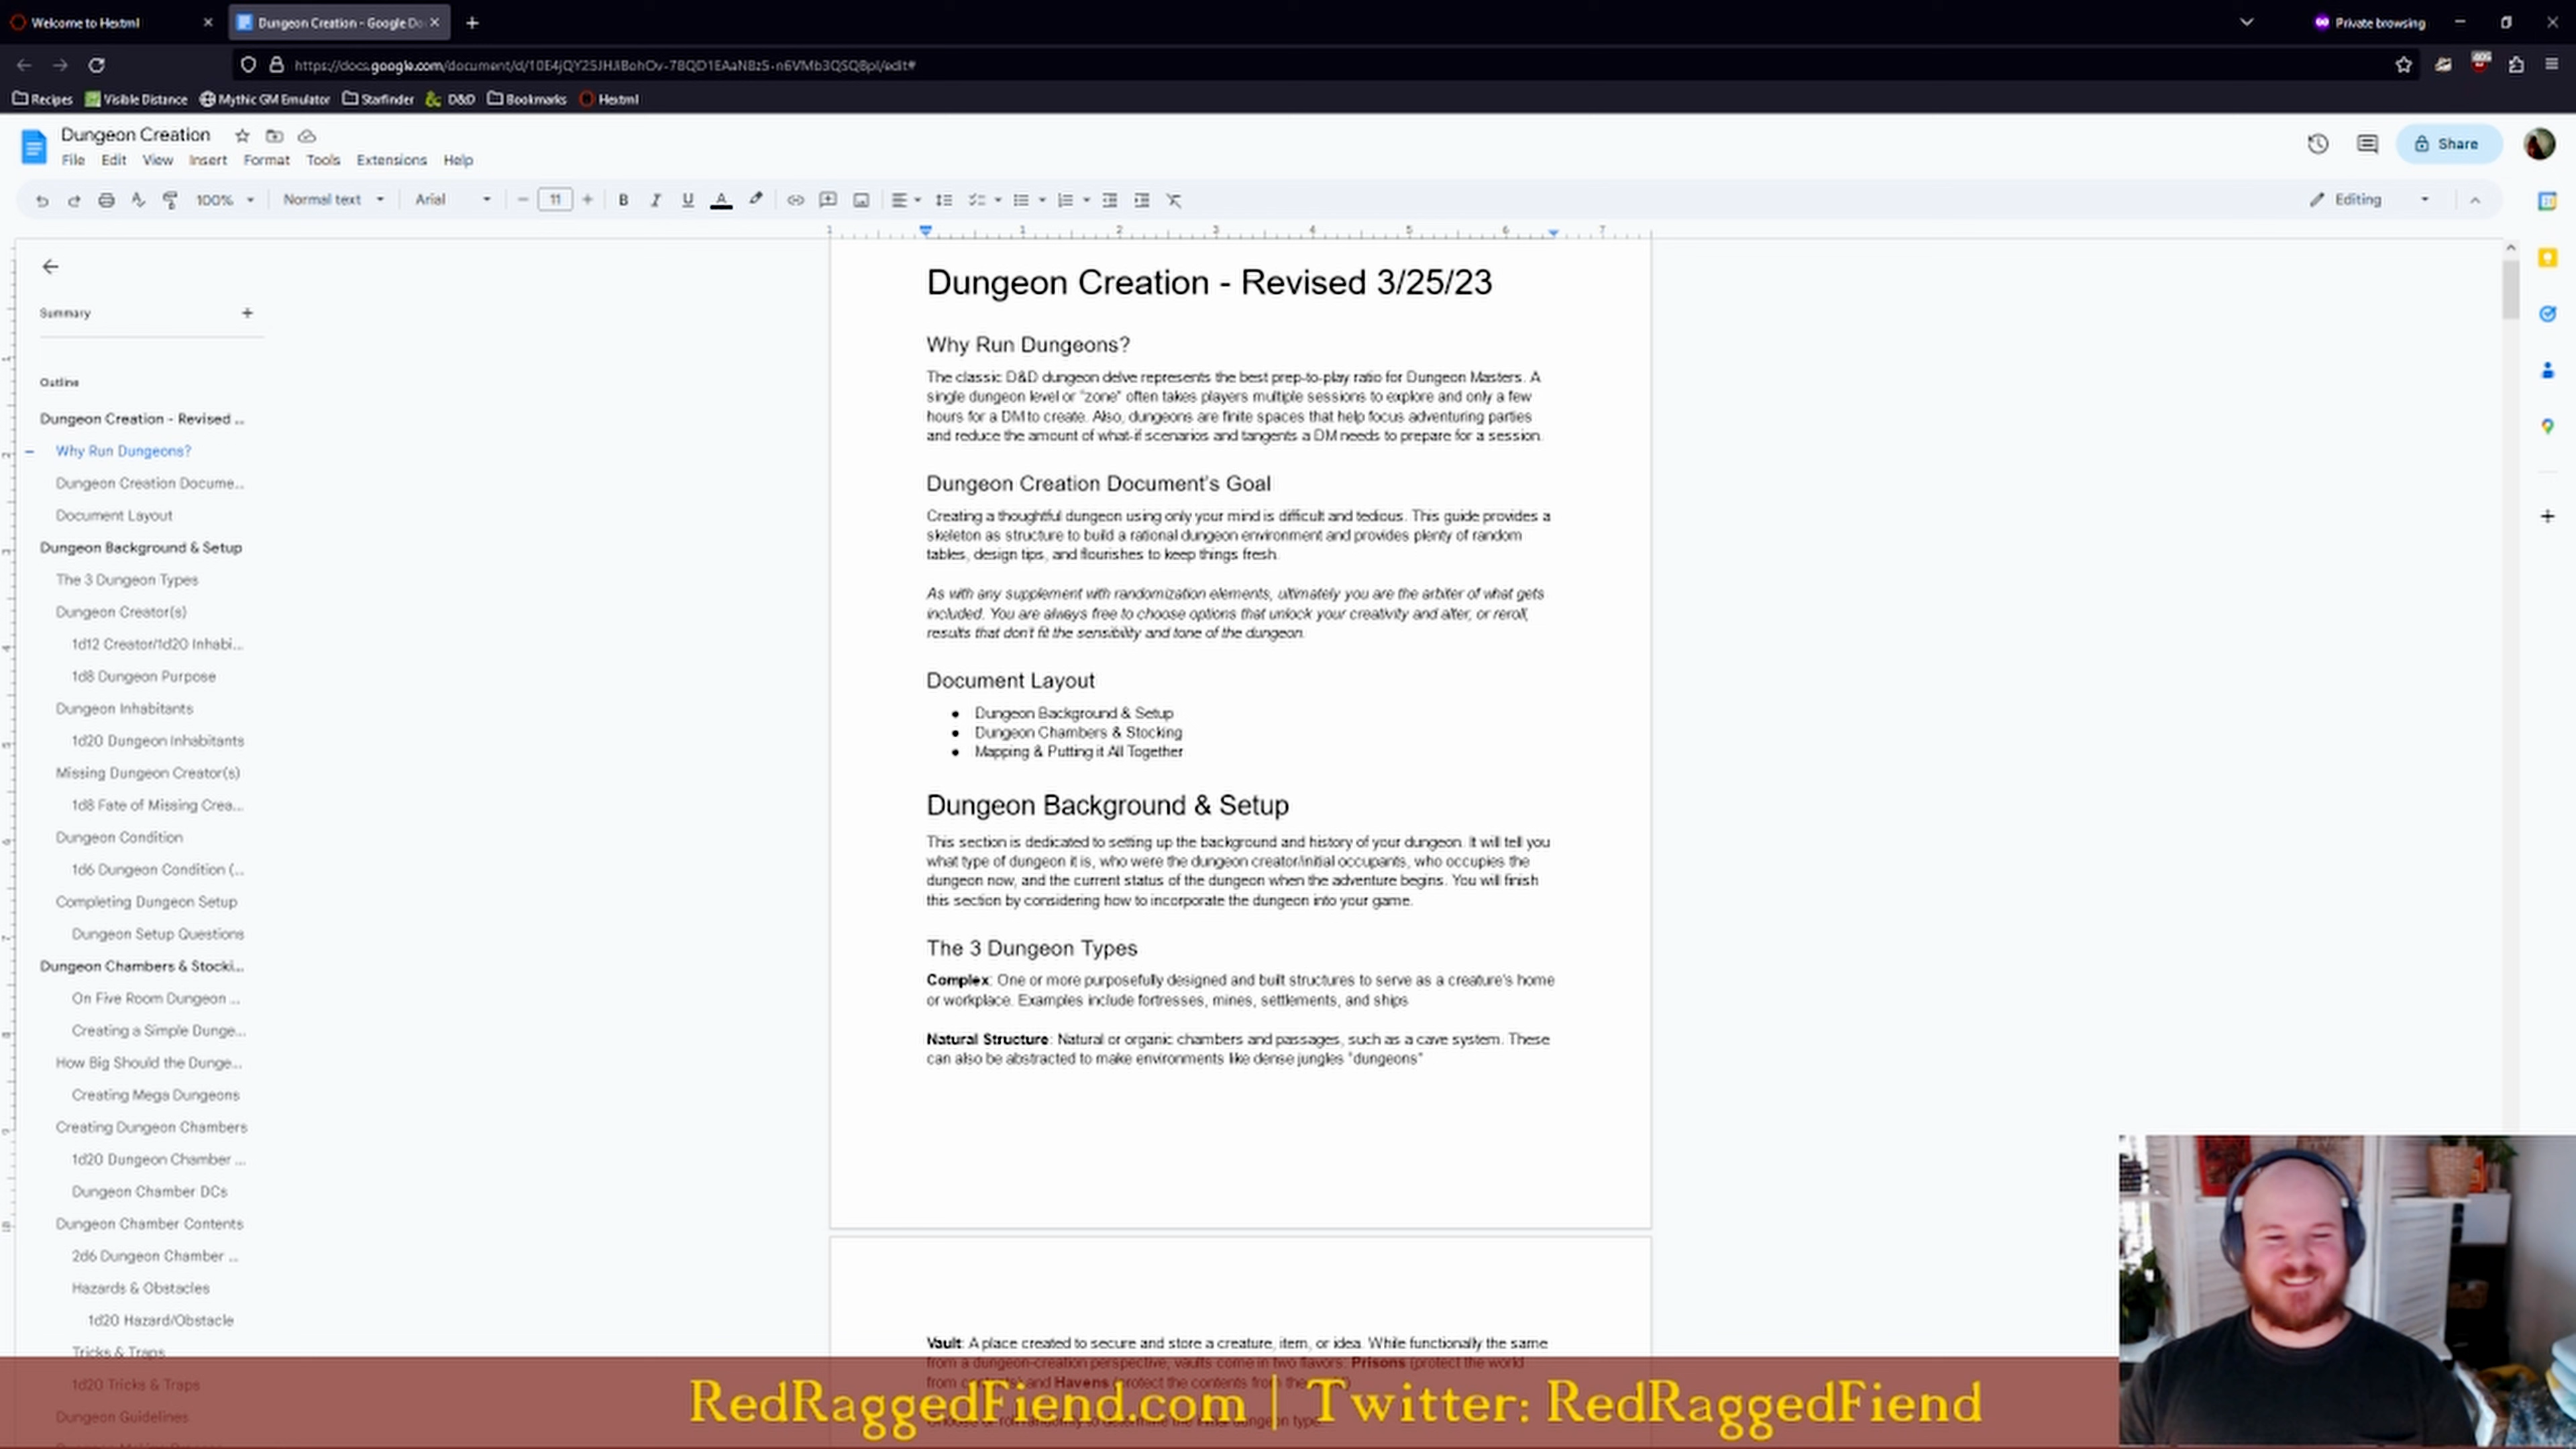 Welcome to Hextml
Dungeon Creation - Google Do
Private browsing
https://docs.google.com/document/d/
Recipes
Visible Distance
Mythic GM Emulator
Starfinder
D&D
Bookmarks
Hextml
Dungeon Creation
File Edit View Insert Format Tools Extensions Help
Share
100% Normal text Arial 11
Editing
Summary
Outline
Dungeon Creation - Revised ...
Why Run Dungeons?
Dungeon Creation Docume...
Document Layout
Dungeon Background & Setup
The 3 Dungeon Types
Dungeon Creator(s)
1d12 Creator/1d20 Inhabi...
1d8 Dungeon Purpose
Dungeon Inhabitants
1d20 Dungeon Inhabitants
Missing Dungeon Creator(s)
1d8 Fate of Missing Crea...
Dungeon Condition
1d6 Dungeon Condition (...
Completing Dungeon Setup
Dungeon Setup Questions
Dungeon Chambers & Stocki...
On Five Room Dungeon ...
Creating a Simple Dunge...
How Big Should the Dunge...
Creating Mega Dungeons
Creating Dungeon Chambers
1d20 Dungeon Chamber ...
Dungeon Chamber DCs
Dungeon Chamber Contents
2d6 Dungeon Chamber ...
Hazards & Obstacles
1d20 Hazard/Obstacle
Tricks & Traps
1d20 Tricks & Traps
Dungeon Guidelines
Dungeon Creation - Revised 3/25/23
Why Run Dungeons?
The classic D&D dungeon delve represents the best prep-to-play ratio for Dungeon Masters. A
single dungeon level or "zone" often takes players multiple sessions to explore and only a few
hours for a DM to create. Also, dungeons are finite spaces that help focus adventuring parties
and reduce the amount of what-if scenarios and tangents a DM needs to prepare for a session.
Dungeon Creation Document's Goal
Creating a thoughtful dungeon using only your mind is difficult and tedious. This guide provides a
skeleton as structure to build a rational dungeon environment and provides plenty of random
tables, design tips, and flourishes to keep things fresh.
As with any supplement with randomization elements, ultimately you are the arbiter of what gets
included. You are always free to choose options that unlock your creativity and alter, or reroll,
results that don't fit the sensibility and tone of the dungeon.
Document Layout
● Dungeon Background & Setup
● Dungeon Chambers & Stocking
● Mapping & Putting it All Together
Dungeon Background & Setup
This section is dedicated to setting up the background and history of your dungeon. It will tell you
what type of dungeon it is, who were the dungeon creator/initial occupants, who occupies the
dungeon now, and the current status of the dungeon when the adventure begins. You will finish
this section by considering how to incorporate the dungeon into your game.
The 3 Dungeon Types
Complex: One or more purposefully designed and built structures to serve as a creature's home
or workplace. Examples include fortresses, mines, settlements, and ships
Natural Structure: Natural or organic chambers and passages, such as a cave system. These
can also be abstracted to make environments like dense jungles "dungeons"
Vault: A place created to secure and store a creature, item, or idea. While functionally the same
from a dungeon-creation perspective, vaults come in two flavors: Prisons (protect the world
from contents) and Havens (protect the contents from the
RedRaggedFiend.com | Twitter: RedRaggedFiend